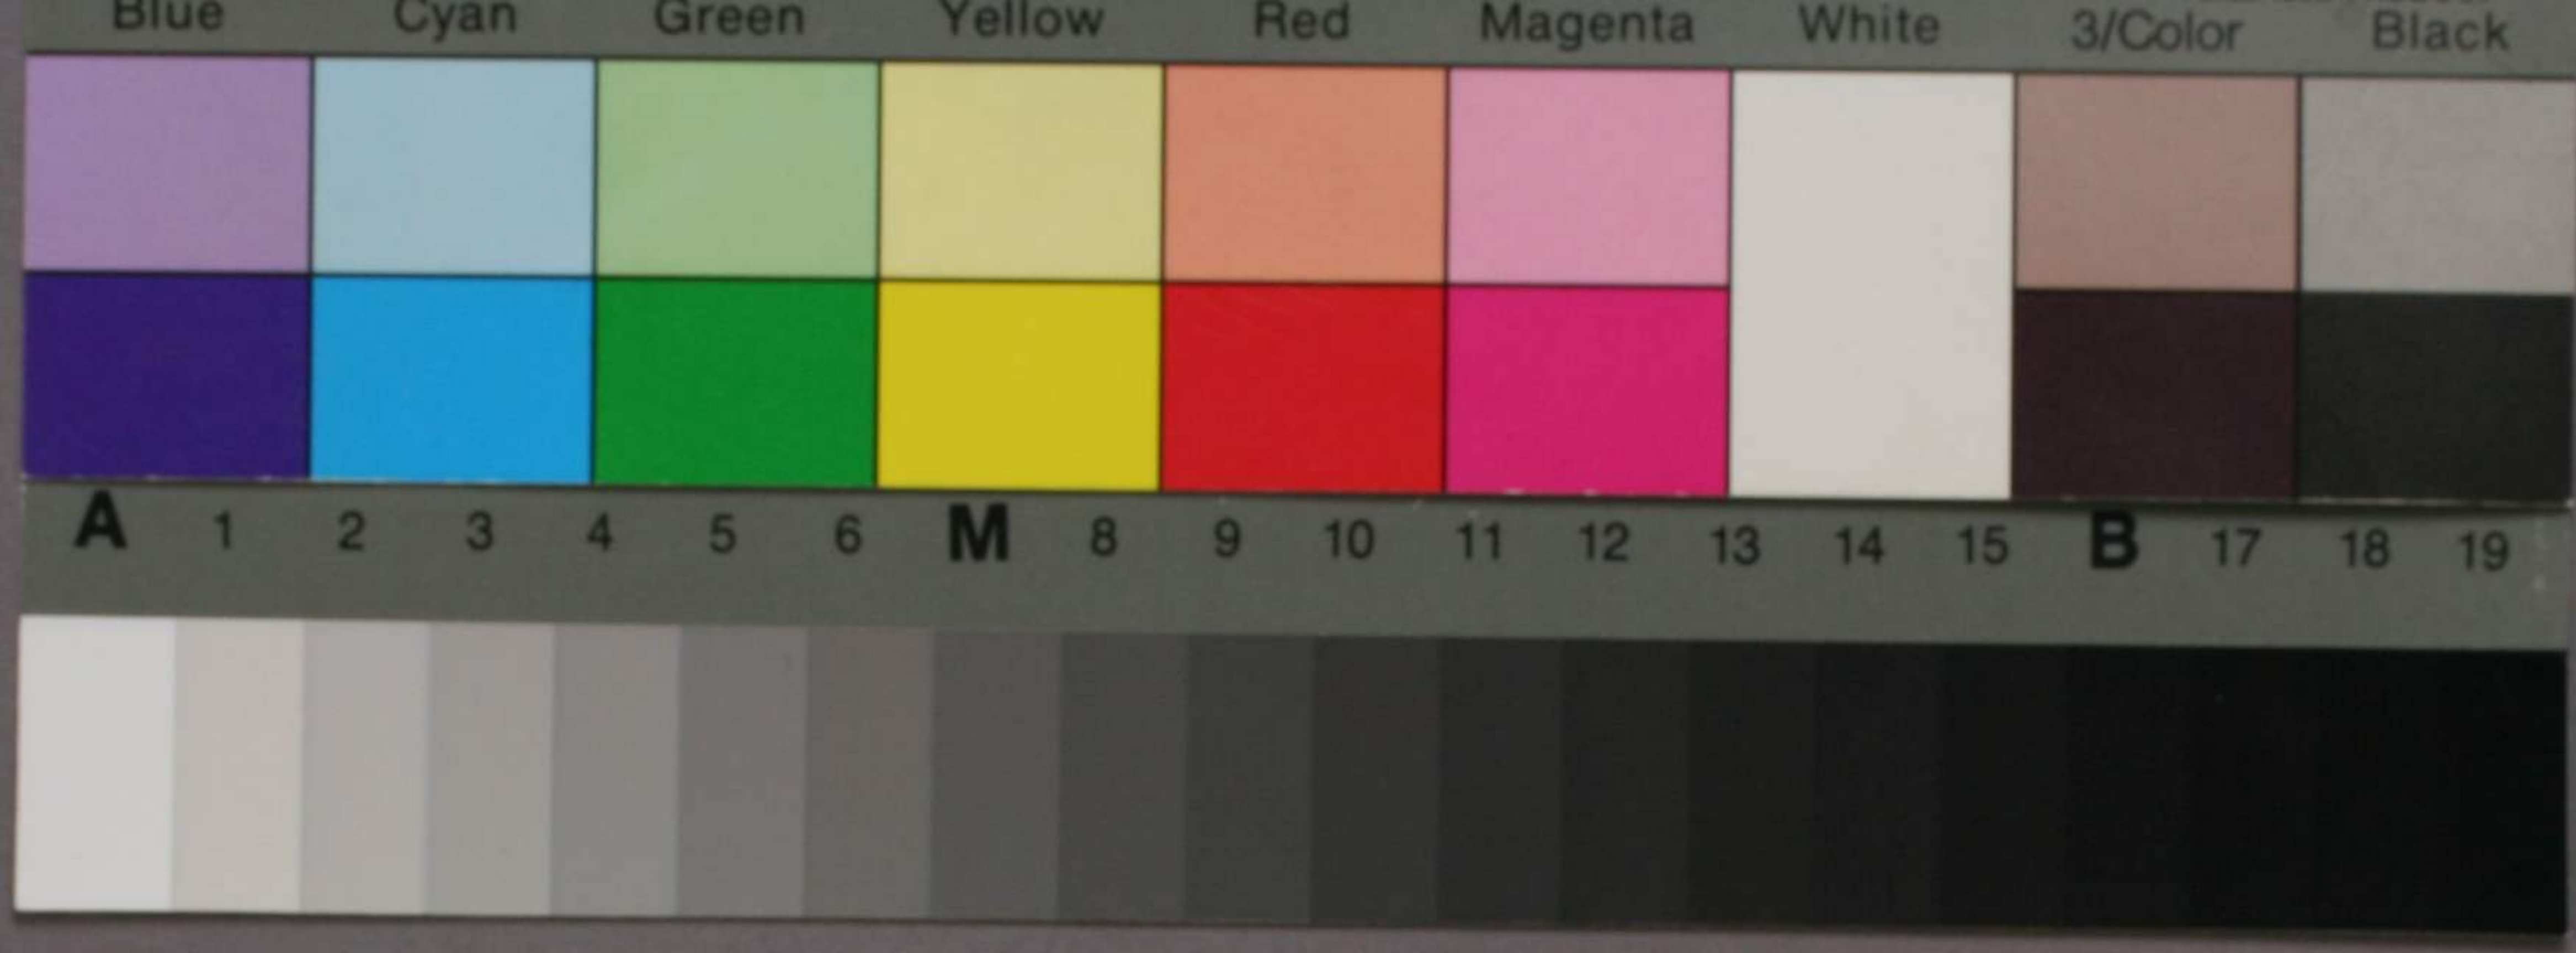 Blue Cyan Green Yellow Red Magenta White 3/Color Black
A 1 2 3 4 5 6 M 8 9 10 11 12 13 14 15 B 17 18 19